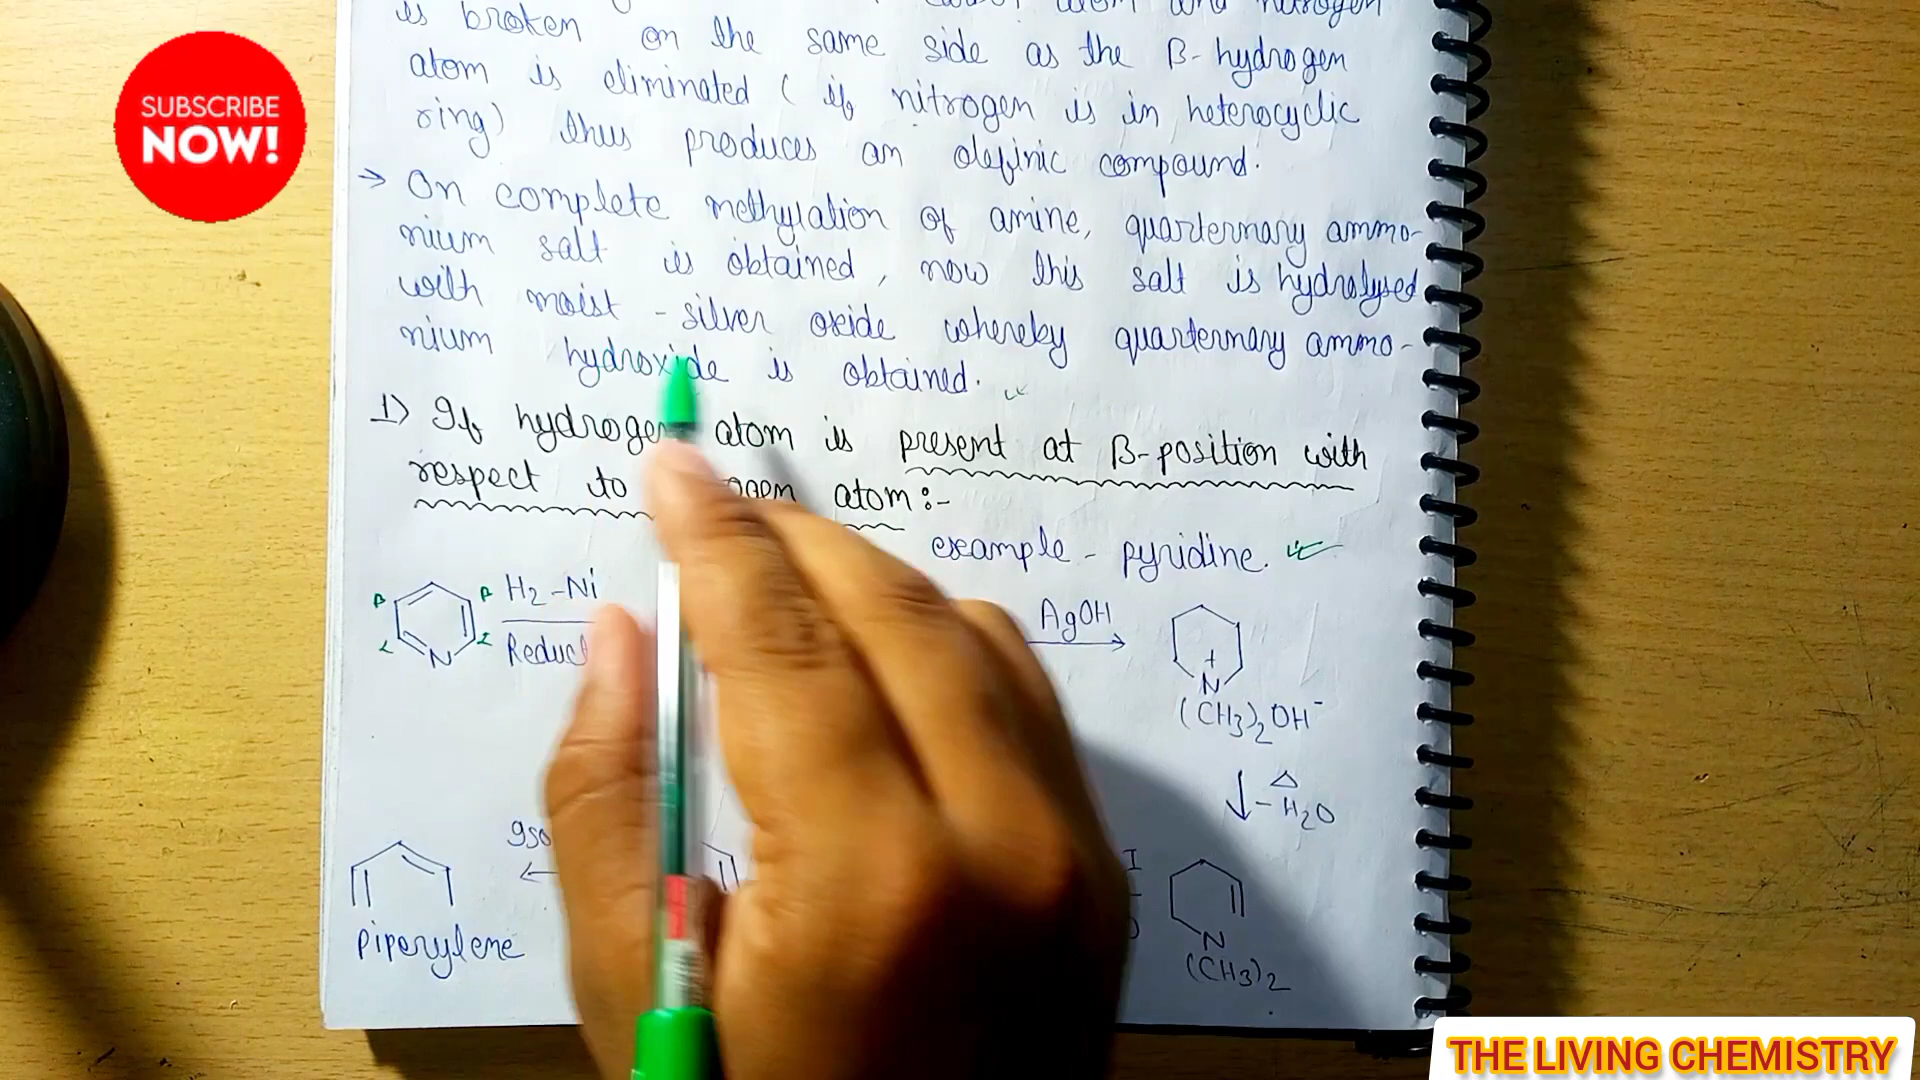 is broken on the same side as the β-hydrogen
atom is eliminated ( if nitrogen is in heterocyclic
ring) thus produces an olefinic compound.
→ On complete methylation of amine, quarternary ammo-
nium salt is obtained, now this salt is hydrolysed
with moist - silver oxide whereby quarternary ammo-
nium hydroxide is obtained.
1) If hydrogen atom is present at β-position with
respect to atom :-
example - pyridine.
β β H2 -Ni AgOH
α α N Reduct
+
N
(CH3)2OH-
↓ △
-H2O
I
piperylene
N
(CH3)2
SUBSCRIBE
NOW!
THE LIVING CHEMISTRY